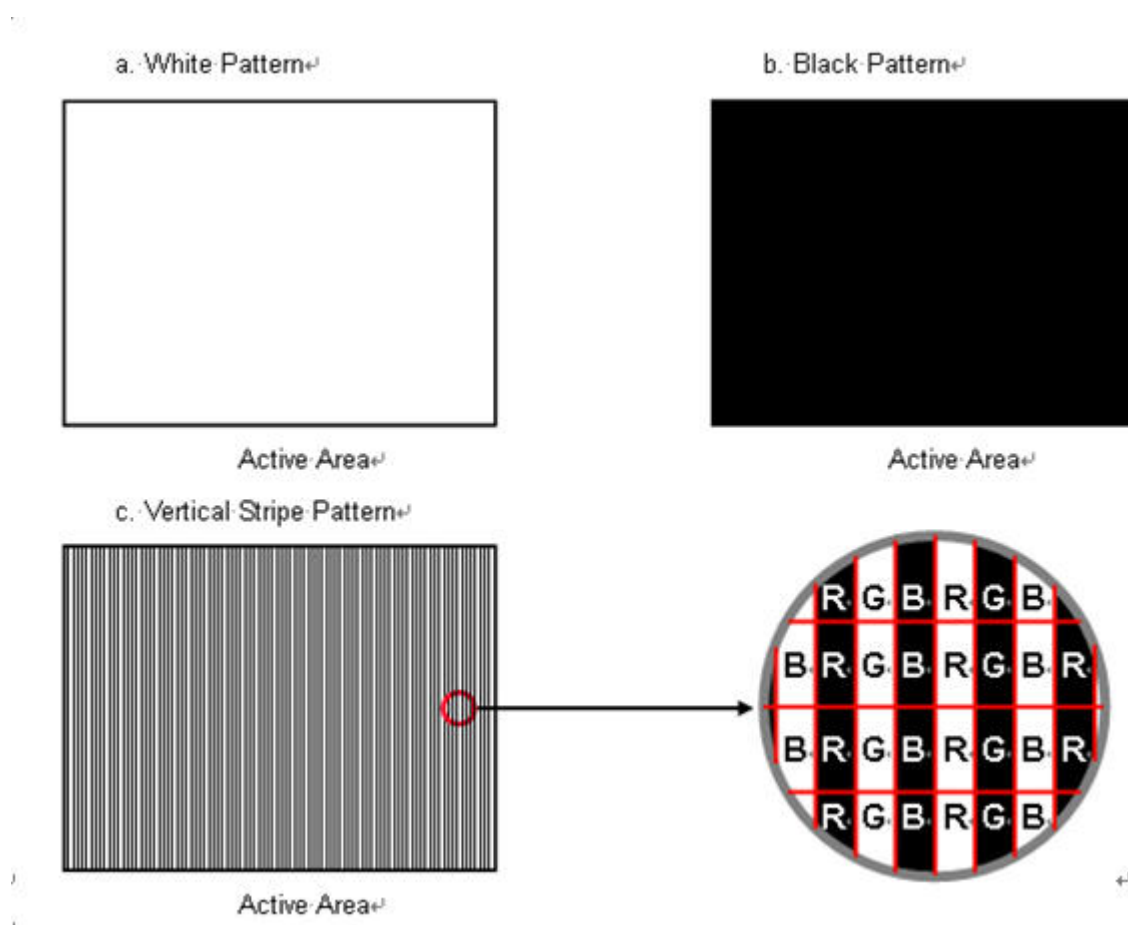 a. White Pattern
b. Black Pattern
Active Area
Active Area
c. Vertical Stripe Pattern
R G B R G B
B R G B R G B R
B R G B R G B R
R G B R G B
Active Area